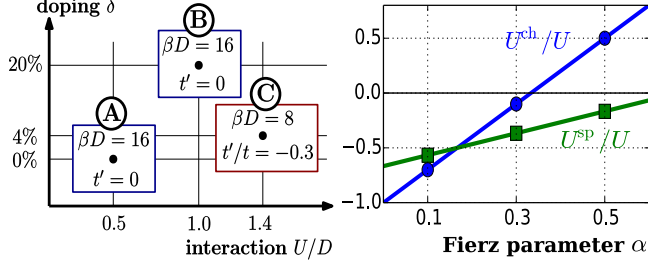 doping δ
B
βD = 16
t′ = 0
20%
A
βD = 16
t′ = 0
C
βD = 8
t′/t = −0.3
4%
0%
0.5
1.0
1.4
interaction U/D
U^ch/U
U^sp/U
0.5
0.0
−0.5
−1.0
0.1
0.3
0.5
Fierz parameter α